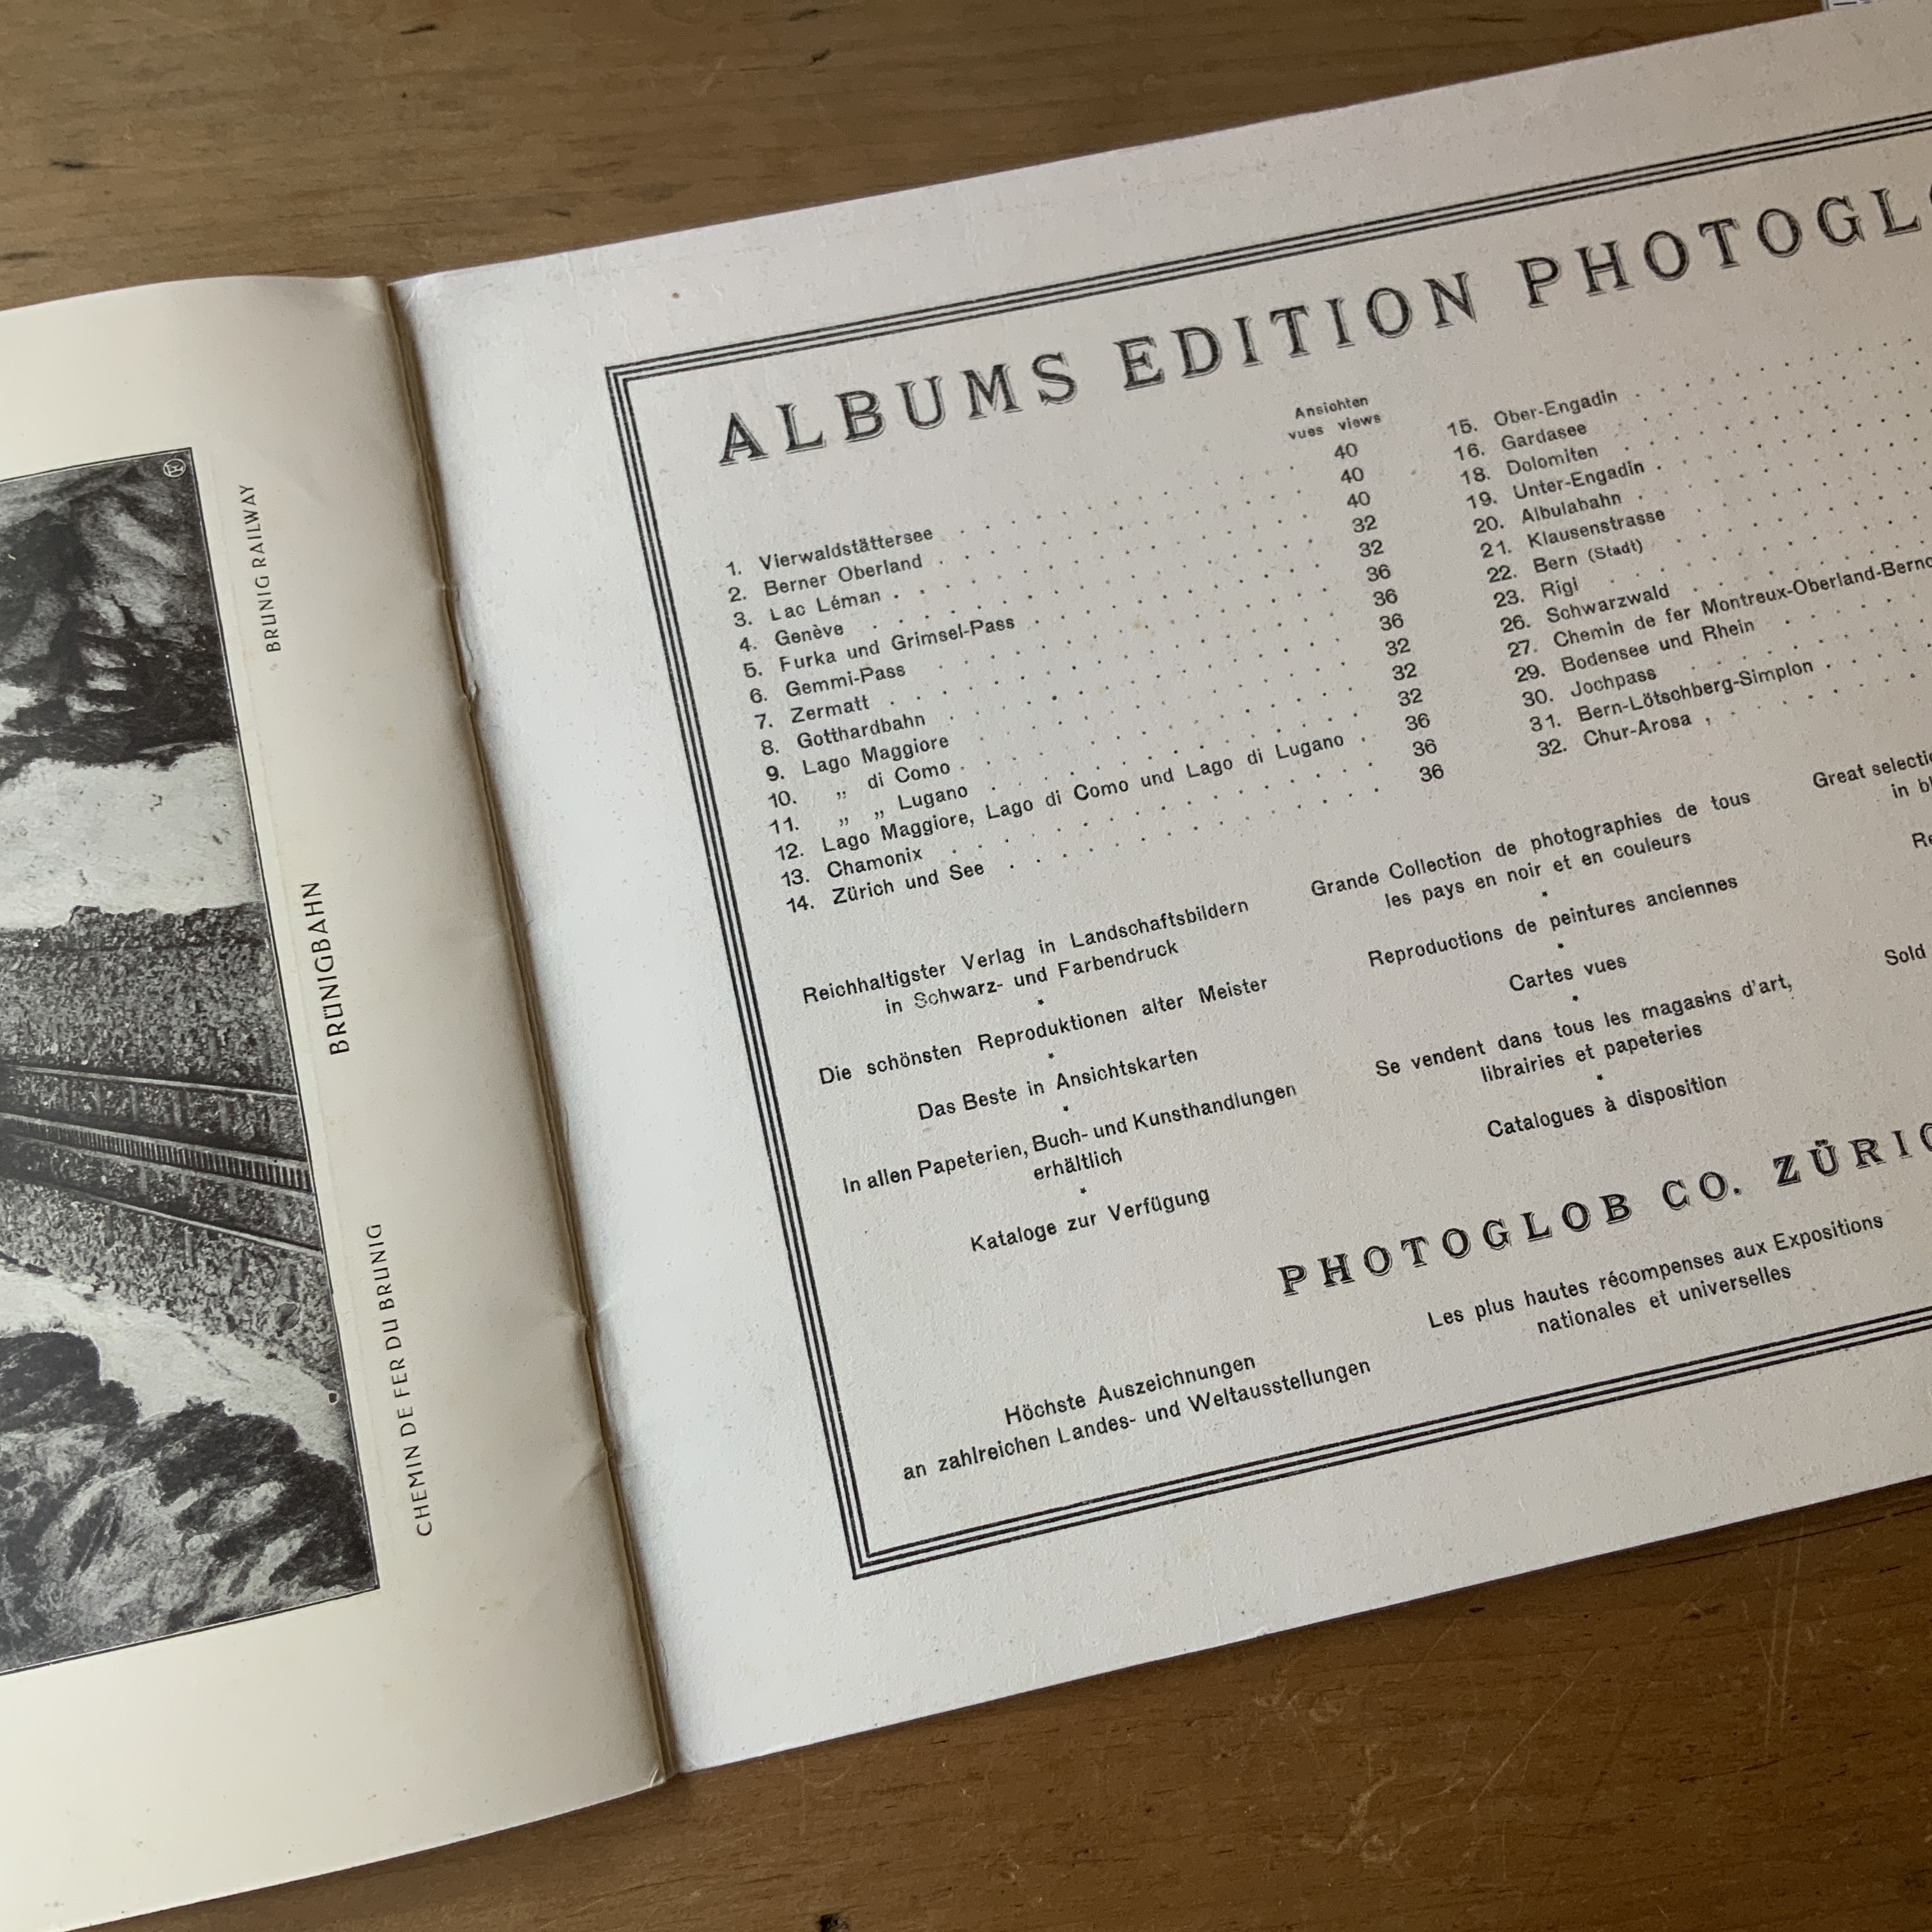 BRUNIG RAILWAY
BRÜNIGBAHN
CHEMIN DE FER DU BRUNIG
ALBUMS EDITION PHOTOGLO
Ansichten
vues views
1. Vierwaldstättersee 40
2. Berner Oberland 40
3. Lac Léman 40
4. Genève 32
5. Furka und Grimsel-Pass 32
6. Gemmi-Pass 36
7. Zermatt 36
8. Gotthardbahn 36
9. Lago Maggiore 32
10. „ di Como 32
11. „ „ Lugano 32
12. Lago Maggiore, Lago di Como und Lago di Lugano 36
13. Chamonix 36
14. Zürich und See 36
15. Ober-Engadin
16. Gardasee
18. Dolomiten
19. Unter-Engadin
20. Albulabahn
21. Klausenstrasse
22. Bern (Stadt)
23. Rigi
26. Schwarzwald
27. Chemin de fer Montreux-Oberland-Berno
29. Bodensee und Rhein
30. Jochpass
31. Bern-Lötschberg-Simplon
32. Chur-Arosa
Reichhaltigster Verlag in Landschaftsbildern
in Schwarz- und Farbendruck
Die schönsten Reproduktionen alter Meister
Das Beste in Ansichtskarten
In allen Papeterien, Buch- und Kunsthandlungen
erhältlich
Kataloge zur Verfügung
Grande Collection de photographies de tous
les pays en noir et en couleurs
Reproductions de peintures anciennes
Cartes vues
Se vendent dans tous les magasins d'art,
librairies et papeteries
Catalogues à disposition
Great selectio
in bl
Re
Sold
PHOTOGLOB CO. ZÜRIC
Höchste Auszeichnungen
an zahlreichen Landes- und Weltausstellungen
Les plus hautes récompenses aux Expositions
nationales et universelles